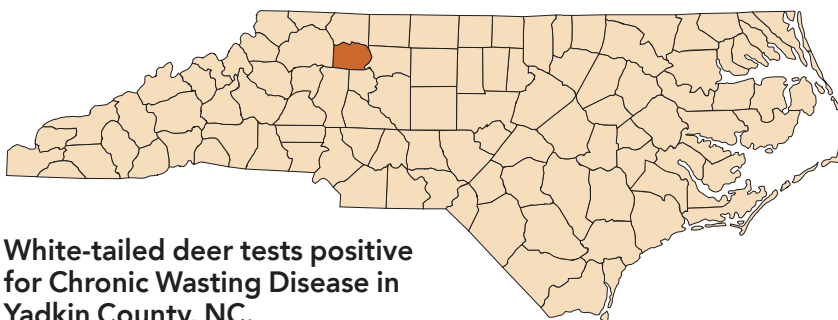 White-tailed deer tests positive
for Chronic Wasting Disease in
Yadkin County, NC.